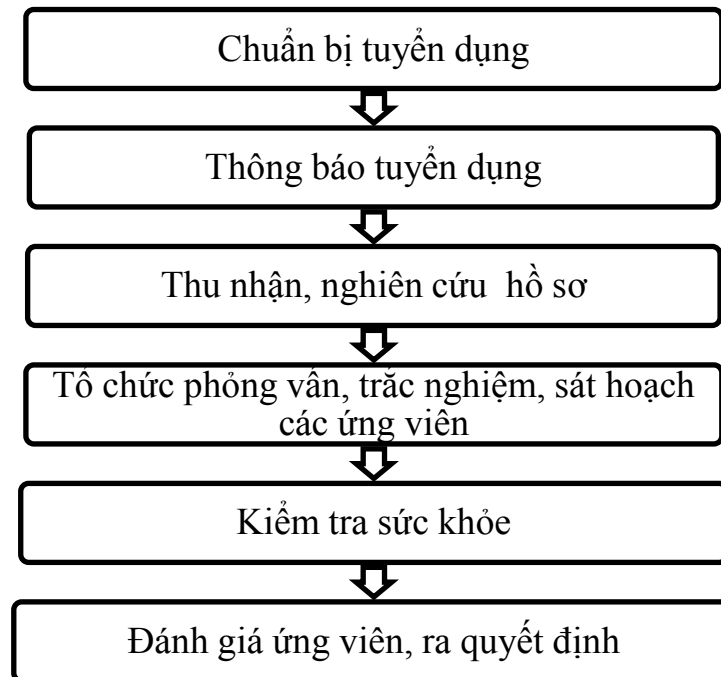 Chuẩn bị tuyển dụng
Thông báo tuyển dụng
Thu nhận, nghiên cứu hồ sơ
Tổ chức phỏng vấn, trắc nghiệm, sát hoạch
các ứng viên
Kiểm tra sức khỏe
Đánh giá ứng viên, ra quyết định